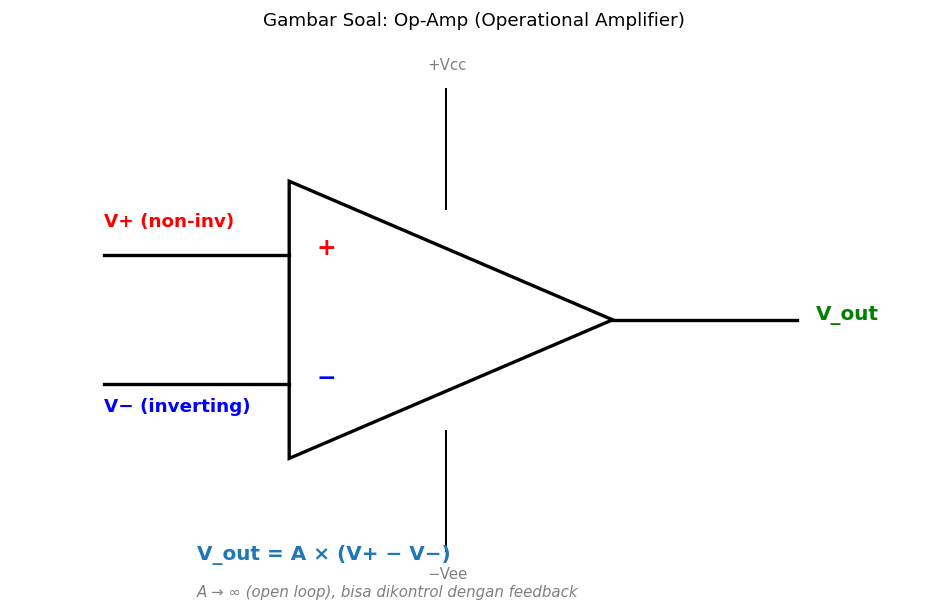 Gambar Soal: Op-Amp (Operational Amplifier)
+Vcc
V+ (non-inv)
+
V_out
−
V− (inverting)
V_out = A × (V+ − V−)
−Vee
A → ∞ (open loop), bisa dikontrol dengan feedback